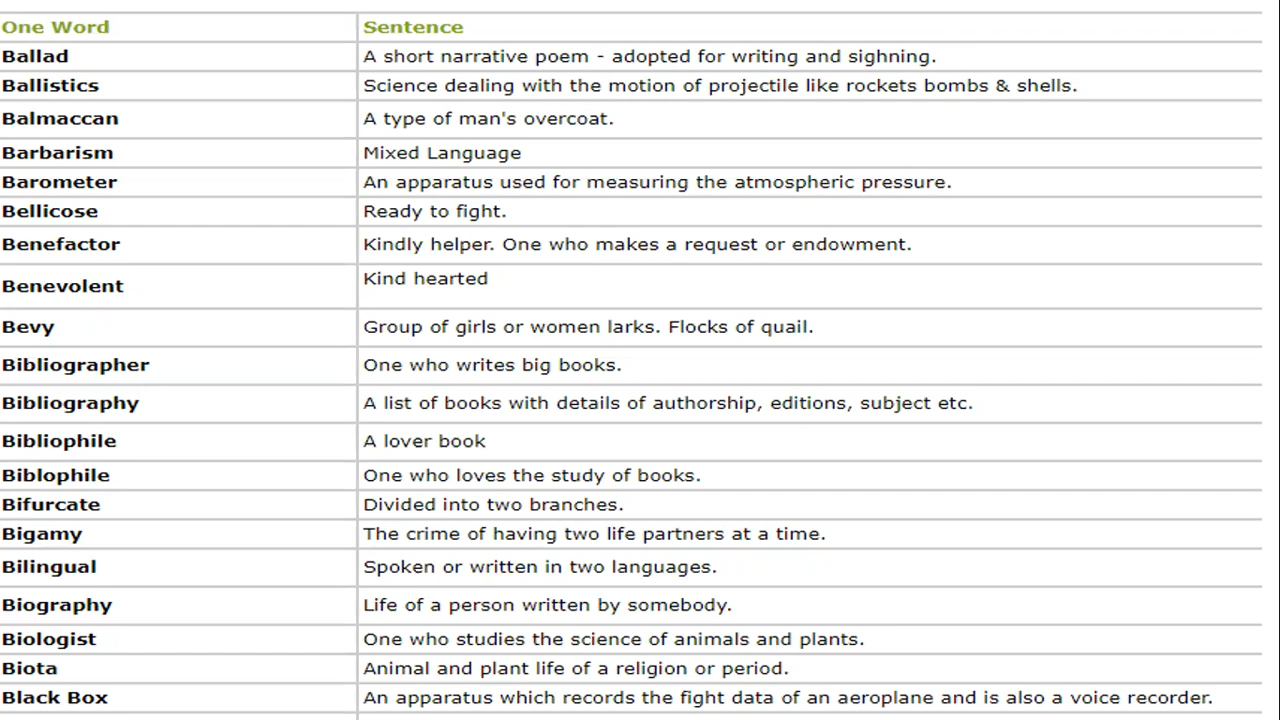 One Word Sentence
Ballad A short narrative poem - adopted for writing and sighning.
Ballistics Science dealing with the motion of projectile like rockets bombs & shells.
Balmaccan A type of man's overcoat.
Barbarism Mixed Language
Barometer An apparatus used for measuring the atmospheric pressure.
Bellicose Ready to fight.
Benefactor Kindly helper. One who makes a request or endowment.
Benevolent Kind hearted
Bevy Group of girls or women larks. Flocks of quail.
Bibliographer One who writes big books.
Bibliography A list of books with details of authorship, editions, subject etc.
Bibliophile A lover book
Biblophile One who loves the study of books.
Bifurcate Divided into two branches.
Bigamy The crime of having two life partners at a time.
Bilingual Spoken or written in two languages.
Biography Life of a person written by somebody.
Biologist One who studies the science of animals and plants.
Biota Animal and plant life of a religion or period.
Black Box An apparatus which records the fight data of an aeroplane and is also a voice recorder.